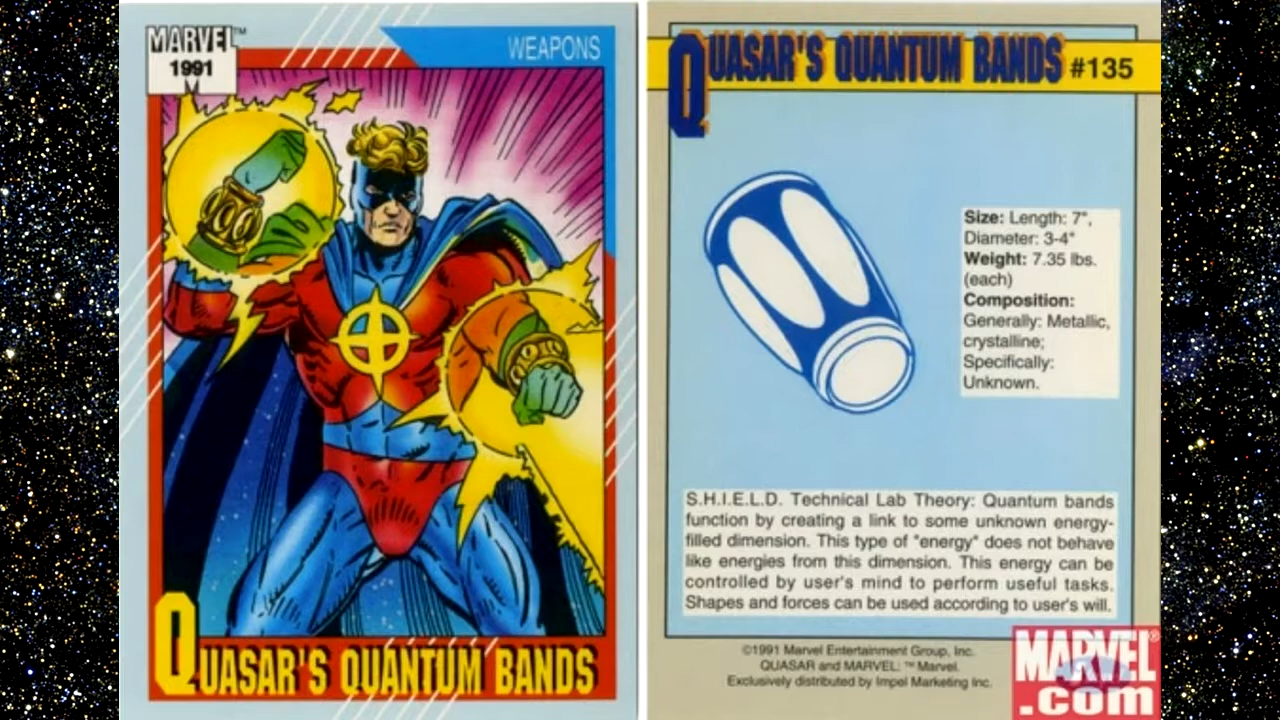 MARVEL™
1991
WEAPONS
QUASAR'S QUANTUM BANDS
QUASAR'S QUANTUM BANDS #135
Size: Length: 7",
Diameter: 3-4"
Weight: 7.35 lbs.
(each)
Composition:
Generally: Metallic,
crystalline;
Specifically:
Unknown.
S.H.I.E.L.D. Technical Lab Theory: Quantum bands
function by creating a link to some unknown energy-
filled dimension. This type of "energy" does not behave
like energies from this dimension. This energy can be
controlled by user's mind to perform useful tasks.
Shapes and forces can be used according to user's will.
©1991 Marvel Entertainment Group, Inc.
QUASAR and MARVEL: ™ Marvel.
Exclusively distributed by Impel Marketing Inc.
MARVEL®
.com